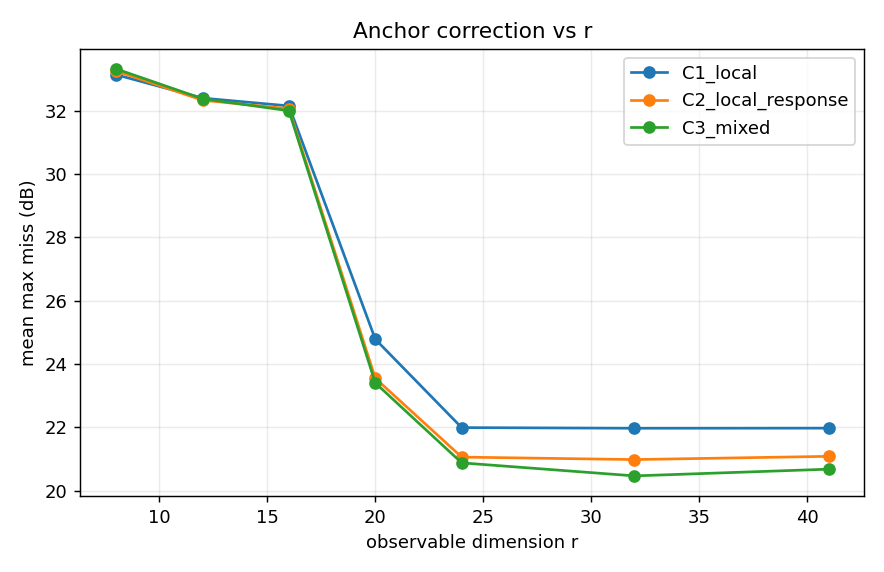 Anchor correction vs r
C1_local
C2_local_response
C3_mixed
mean max miss (dB)
32
30
28
26
24
22
20
10
15
20
25
30
35
40
observable dimension r